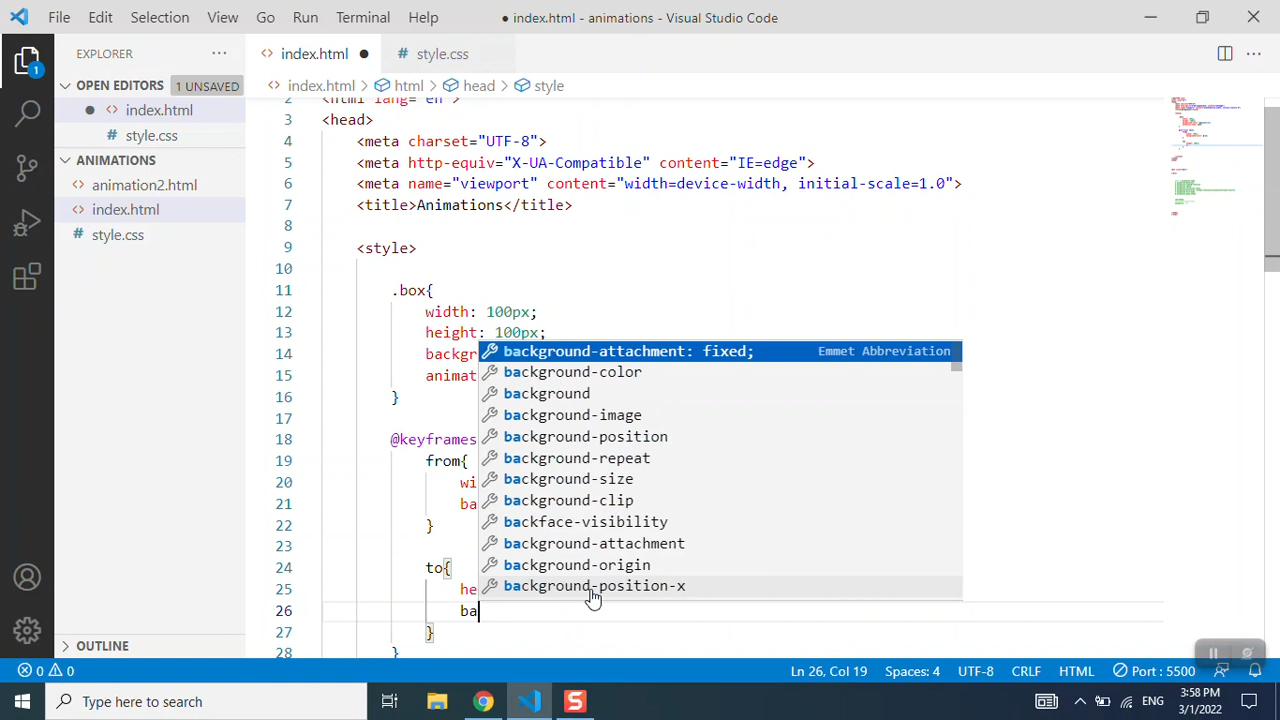 File Edit Selection View Go Run Terminal Help ● index.html - animations - Visual Studio Code
EXPLORER ···
<> index.html ● # style.css
OPEN EDITORS 1 UNSAVED
<> index.html > html > head > style
● <> index.html
# style.css
ANIMATIONS
<> animation2.html
<> index.html
# style.css
OUTLINE
1
2 <html lang="en">
3 <head>
4 <meta charset="UTF-8">
5 <meta http-equiv="X-UA-Compatible" content="IE=edge">
6 <meta name="viewport" content="width=device-width, initial-scale=1.0">
7 <title>Animations</title>
8
9 <style>
10
11 .box{
12 width: 100px;
13 height: 100px;
14 backgr
15 animat
16 }
17
18 @keyframes
19 from{
20 wi
21 ba
22 }
23
24 to{
25 he
26 ba
27 }
28 }
background-attachment: fixed; Emmet Abbreviation
background-color
background
background-image
background-position
background-repeat
background-size
background-clip
backface-visibility
background-attachment
background-origin
background-position-x
0 0 Ln 26, Col 19 Spaces: 4 UTF-8 CRLF HTML Port : 5500
Type here to search
S
ENG
3:58 PM
3/1/2022